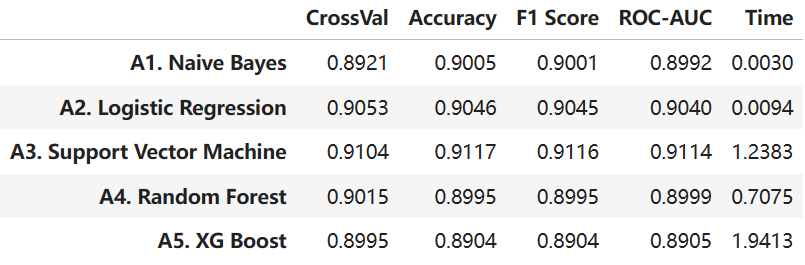 CrossVal Accuracy F1 Score ROC-AUC Time
A1. Naive Bayes 0.8921 0.9005 0.9001 0.8992 0.0030
A2. Logistic Regression 0.9053 0.9046 0.9045 0.9040 0.0094
A3. Support Vector Machine 0.9104 0.9117 0.9116 0.9114 1.2383
A4. Random Forest 0.9015 0.8995 0.8995 0.8999 0.7075
A5. XG Boost 0.8995 0.8904 0.8904 0.8905 1.9413